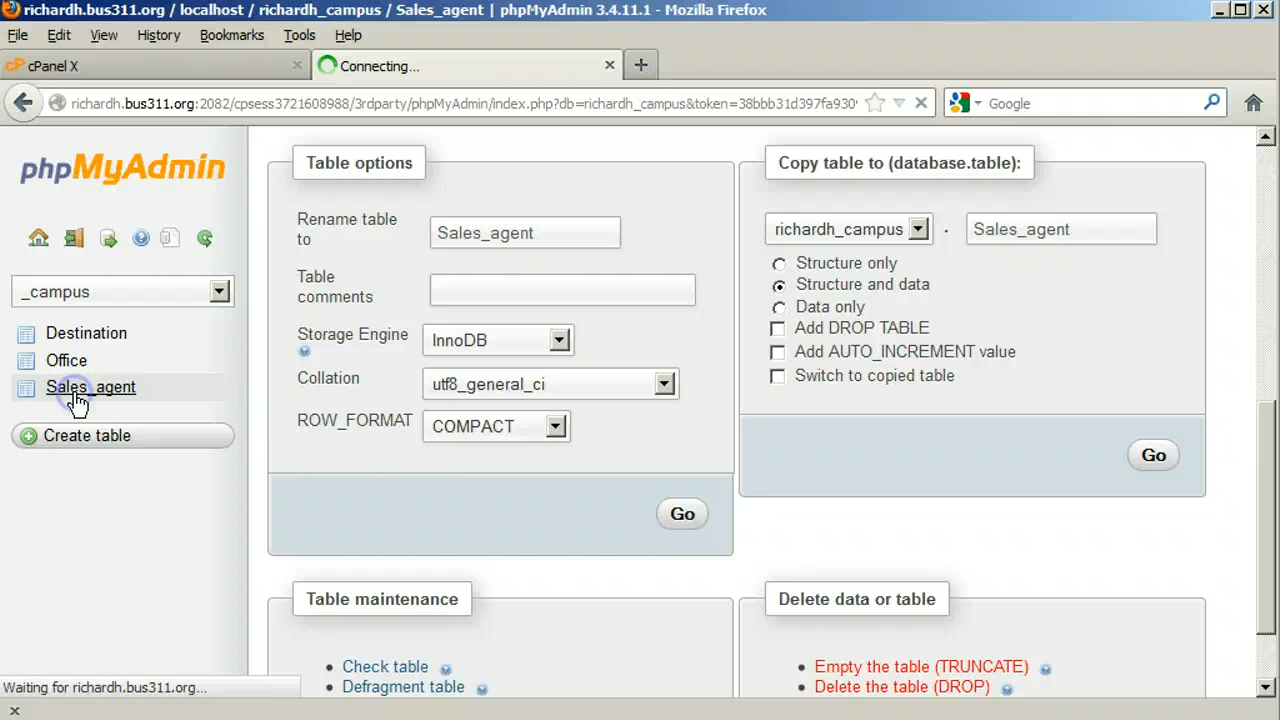 richardh.bus311.org / localhost / richardh_campus / Sales_agent | phpMyAdmin 3.4.11.1 - Mozilla Firefox
File Edit View History Bookmarks Tools Help
cP cPanel X
Connecting...
richardh.bus311.org:2082/cpsess3721608988/3rdparty/phpMyAdmin/index.php?db=richardh_campus&token=38bbb31d397fa930
Google
phpMyAdmin
_campus
Destination
Office
Sales_agent
Create table
Table options
Rename table to
Sales_agent
Table comments
Storage Engine
InnoDB
Collation
utf8_general_ci
ROW_FORMAT
COMPACT
Go
Copy table to (database.table):
richardh_campus . Sales_agent
Structure only
Structure and data
Data only
Add DROP TABLE
Add AUTO_INCREMENT value
Switch to copied table
Go
Table maintenance
Check table
Defragment table
Delete data or table
Empty the table (TRUNCATE)
Delete the table (DROP)
Waiting for richardh.bus311.org...